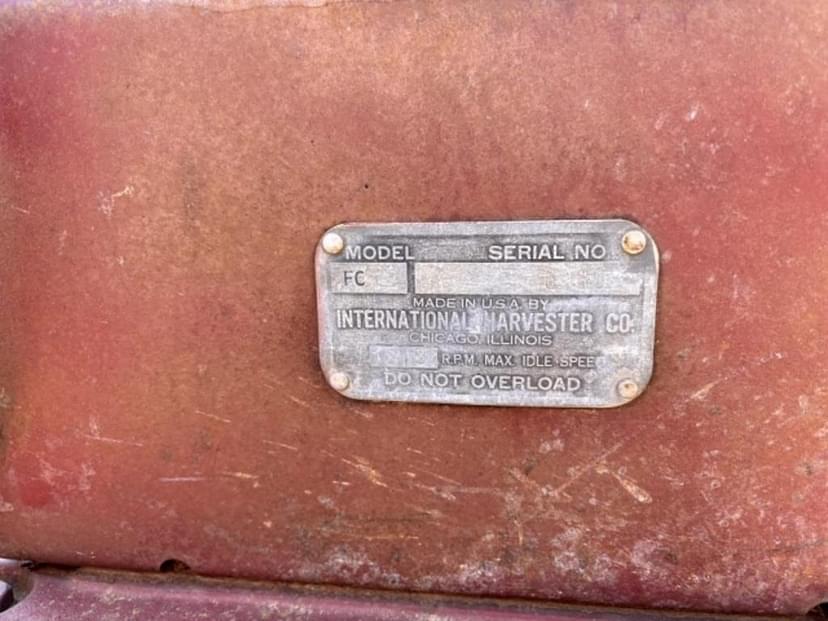 MODEL SERIAL NO
FC
MADE IN U.S.A. BY
INTERNATIONAL HARVESTER CO.
CHICAGO, ILLINOIS
R.P.M. MAX. IDLE SPEED
DO NOT OVERLOAD